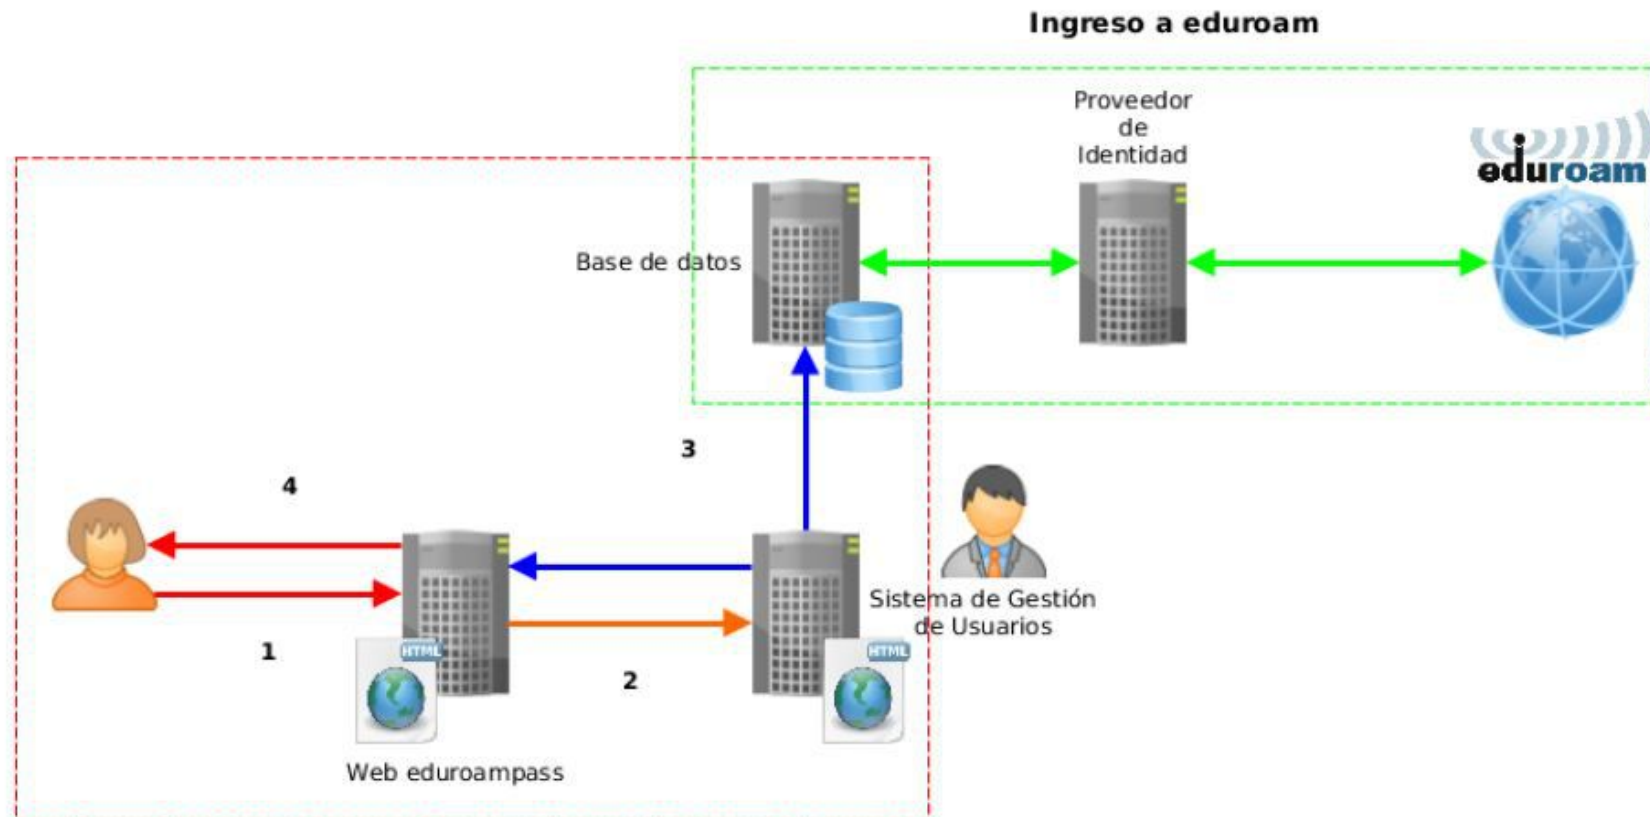 Ingreso a eduroam
Proveedor
de
Identidad
eduroam
Base de datos
3
4
Sistema de Gestión
de Usuarios
1
HTML
HTML
2
Web eduroampass